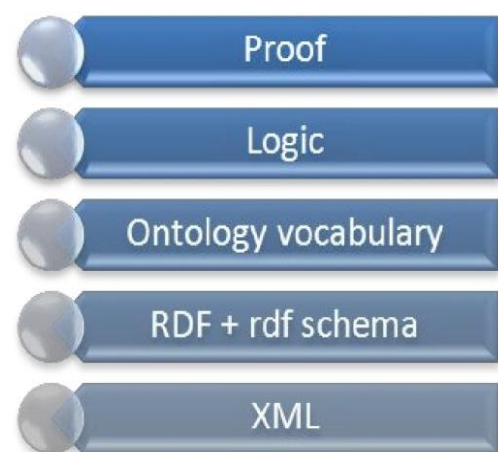 Proof
Logic
Ontology vocabulary
RDF + rdf schema
XML